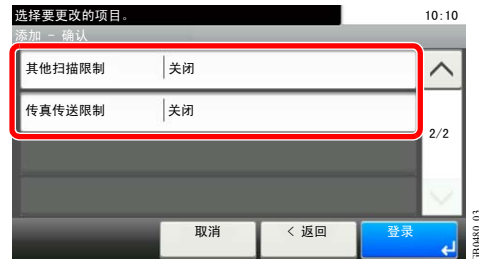 选择要更改的项目。 10:10
添加 - 确认
其他扫描限制 关闭
传真传送限制 关闭
2/2
取消 < 返回 登录
GB0480_03